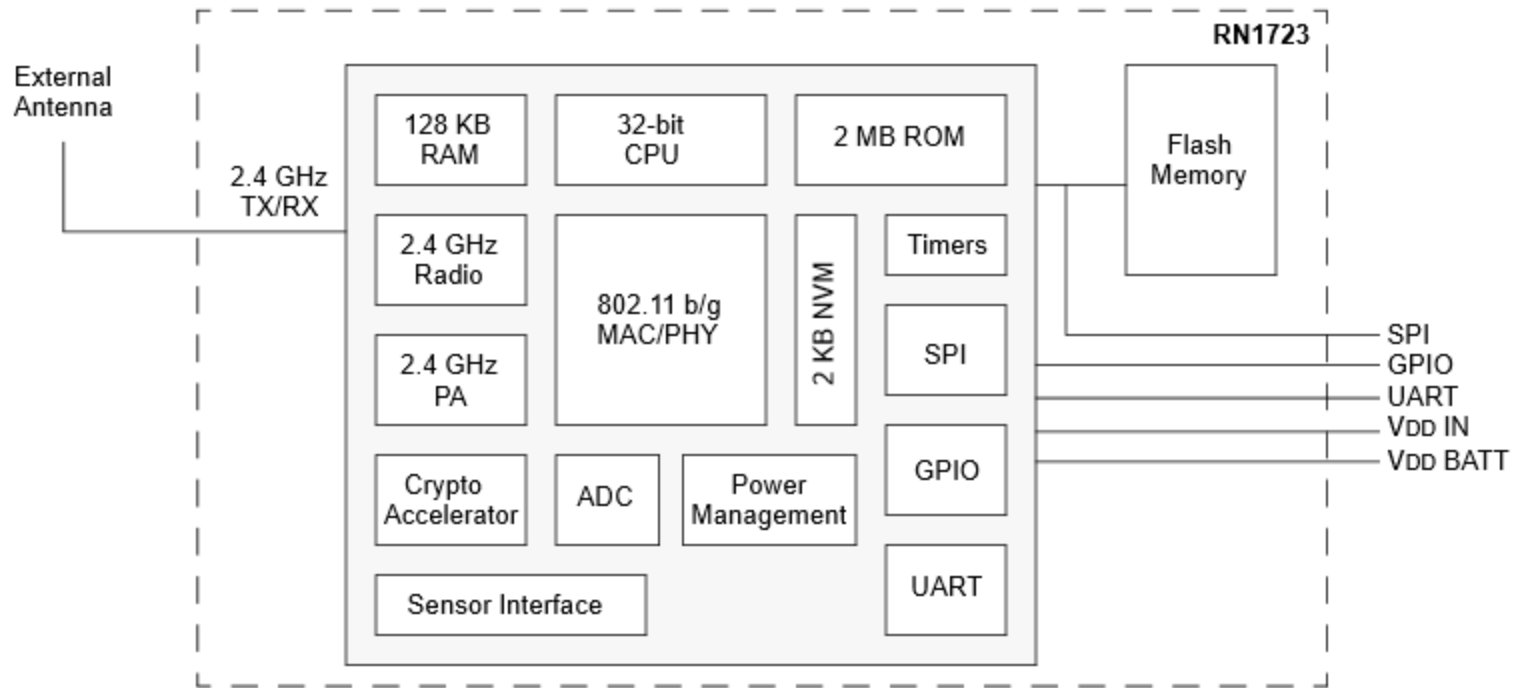 RN1723
External
Antenna
2.4 GHz
TX/RX
128 KB
RAM
32-bit
CPU
2 MB ROM
Flash
Memory
2.4 GHz
Radio
802.11 b/g
MAC/PHY
2 KB NVM
Timers
2.4 GHz
PA
SPI
Crypto
Accelerator
ADC
Power
Management
GPIO
Sensor Interface
UART
SPI
GPIO
UART
VDD IN
VDD BATT